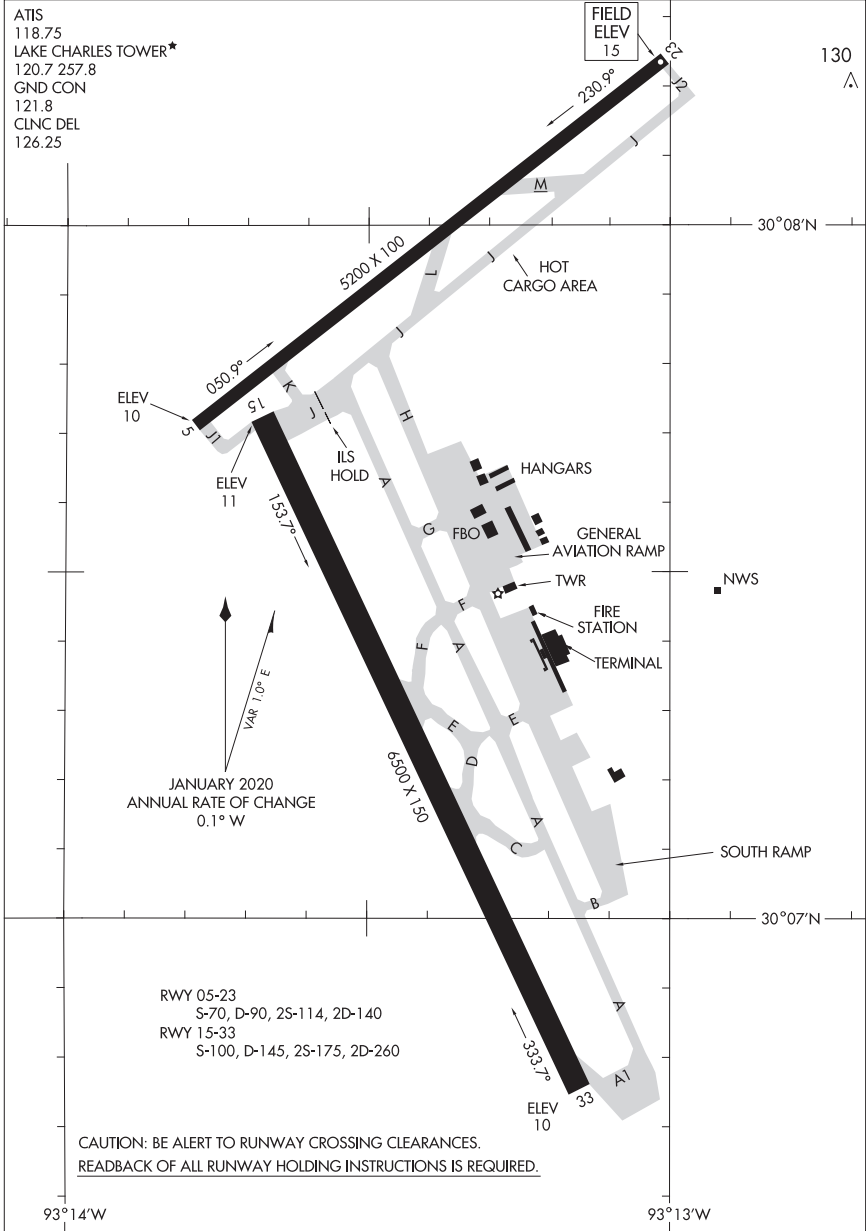 ATIS
118.75
LAKE CHARLES TOWER★
120.7 257.8
GND CON
121.8
CLNC DEL
126.25
FIELD
ELEV
15
23
130
J2
230.9°
J
M
30°08'N
5200 X 100
L
J
HOT
CARGO AREA
J
050.9°
K
ELEV
10
5
J1
15
J
H
ILS
HOLD
ELEV
11
153.7°
A
G
HANGARS
FBO
GENERAL
AVIATION RAMP
TWR
NWS
F
FIRE
STATION
F
A
TERMINAL
VAR 1.0° E
E
E
D
JANUARY 2020
ANNUAL RATE OF CHANGE
0.1° W
6500 X 150
A
C
SOUTH RAMP
B
30°07'N
RWY 05-23
S-70, D-90, 2S-114, 2D-140
RWY 15-33
S-100, D-145, 2S-175, 2D-260
A
333.7°
A1
33
ELEV
10
CAUTION: BE ALERT TO RUNWAY CROSSING CLEARANCES.
READBACK OF ALL RUNWAY HOLDING INSTRUCTIONS IS REQUIRED.
93°14'W
93°13'W